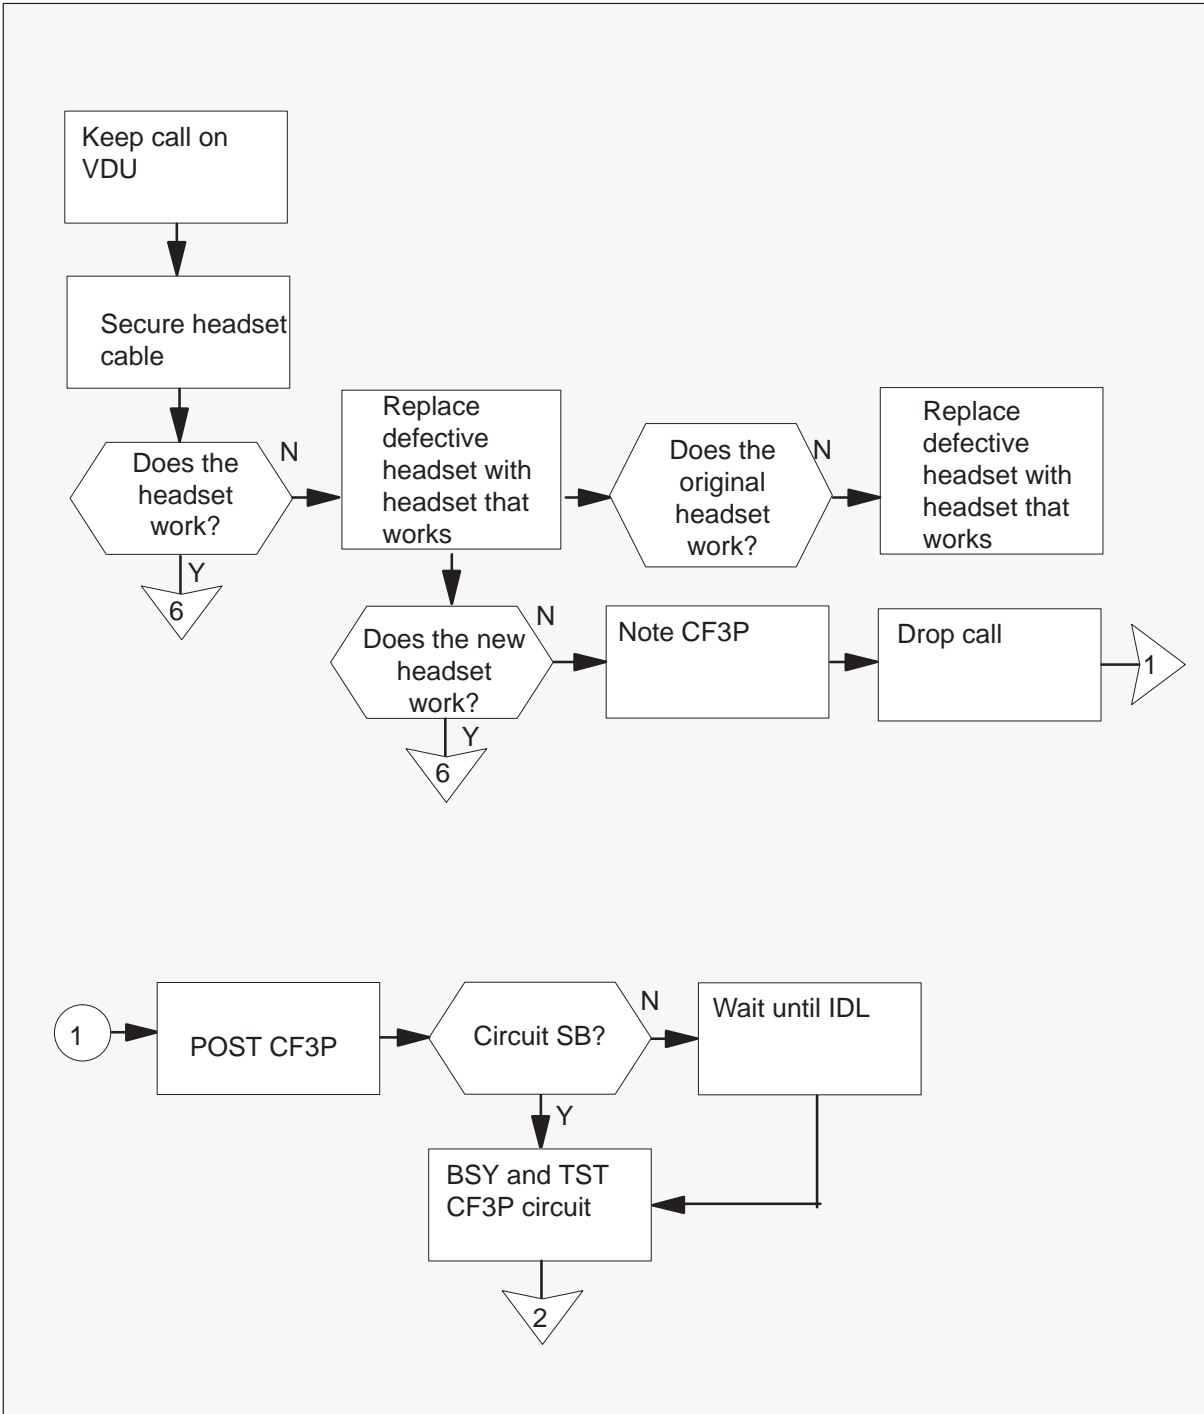 Keep call on
VDU
Secure headset
cable
Does the
headset
work?
N
Y
6
Replace
defective
headset with
headset that
works
Does the
original
headset
work?
N
Replace
defective
headset with
headset that
works
Does the new
headset
work?
N
Y
6
Note CF3P
Drop call
1
1
POST CF3P
Circuit SB?
N
Y
Wait until IDL
BSY and TST
CF3P circuit
2